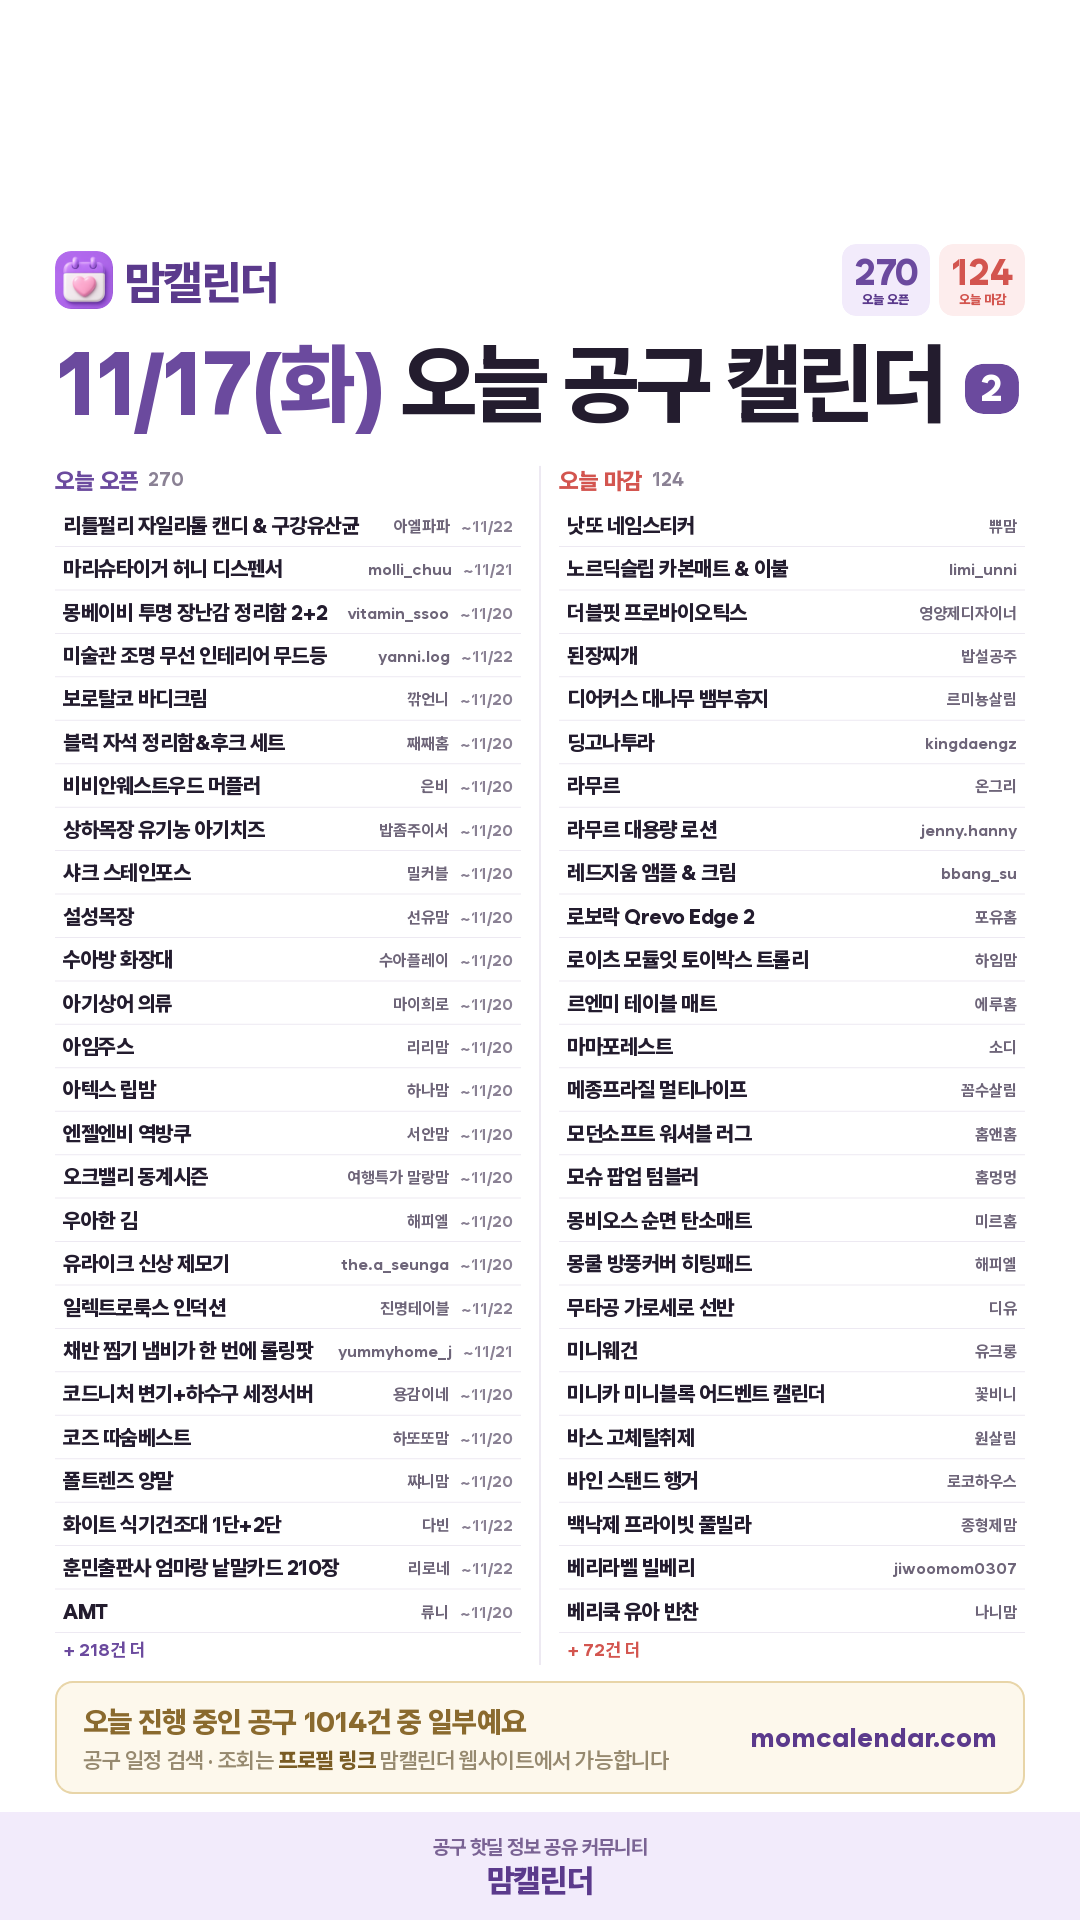 맘캘린더
270
오늘 오픈
124
오늘 마감
11/17(화) 오늘 공구 캘린더 2
오늘 오픈 270
리틀펄리 자일리톨 캔디 & 구강유산균 아엘파파 ~11/22
마리슈타이거 허니 디스펜서 molli_chuu ~11/21
몽베이비 투명 장난감 정리함 2+2 vitamin_ssoo ~11/20
미술관 조명 무선 인테리어 무드등 yanni.log ~11/22
보로탈코 바디크림 깎언니 ~11/20
블럭 자석 정리함&후크 세트 째째홈 ~11/20
비비안웨스트우드 머플러 은비 ~11/20
상하목장 유기농 아기치즈 밥좀주이서 ~11/20
샤크 스테인포스 밀커블 ~11/20
설성목장 선유맘 ~11/20
수아방 화장대 수아플레이 ~11/20
아기상어 의류 마이희로 ~11/20
아임주스 리리맘 ~11/20
아텍스 립밤 하나맘 ~11/20
엔젤엔비 역방쿠 서안맘 ~11/20
오크밸리 동계시즌 여행특가 말랑맘 ~11/20
우아한 김 해피엘 ~11/20
유라이크 신상 제모기 the.a_seunga ~11/20
일렉트로룩스 인덕션 진명테이블 ~11/22
채반 찜기 냄비가 한 번에 롤링팟 yummyhome_j ~11/21
코드니처 변기+하수구 세정서버 용감이네 ~11/20
코즈 따숨베스트 하또또맘 ~11/20
폴트렌즈 양말 쨔니맘 ~11/20
화이트 식기건조대 1단+2단 다빈 ~11/22
훈민출판사 엄마랑 낱말카드 210장 리로네 ~11/22
AMT 류니 ~11/20
+ 218건 더
오늘 마감 124
낫또 네임스티커 쀼맘
노르딕슬립 카본매트 & 이불 limi_unni
더블핏 프로바이오틱스 영양제디자이너
된장찌개 밥설공주
디어커스 대나무 뱀부휴지 르미뇽살림
딩고나투라 kingdaengz
라무르 온그리
라무르 대용량 로션 jenny.hanny
레드지움 앰플 & 크림 bbang_su
로보락 Qrevo Edge 2 포유홈
로이츠 모듈잇 토이박스 트롤리 하임맘
르엔미 테이블 매트 에루홈
마마포레스트 소디
메종프라질 멀티나이프 꼼수살림
모던소프트 워셔블 러그 홈앤홈
모슈 팝업 텀블러 홈멍멍
몽비오스 순면 탄소매트 미르홈
몽쿨 방풍커버 히팅패드 해피엘
무타공 가로세로 선반 디유
미니웨건 유크롱
미니카 미니블록 어드벤트 캘린더 꽃비니
바스 고체탈취제 원살림
바인 스탠드 행거 로코하우스
백낙제 프라이빗 풀빌라 종형제맘
베리라벨 빌베리 jiwoomom0307
베리쿡 유아 반찬 나니맘
+ 72건 더
오늘 진행 중인 공구 1014건 중 일부예요
공구 일정 검색 · 조회는 프로필 링크 맘캘린더 웹사이트에서 가능합니다
momcalendar.com
공구 핫딜 정보 공유 커뮤니티
맘캘린더